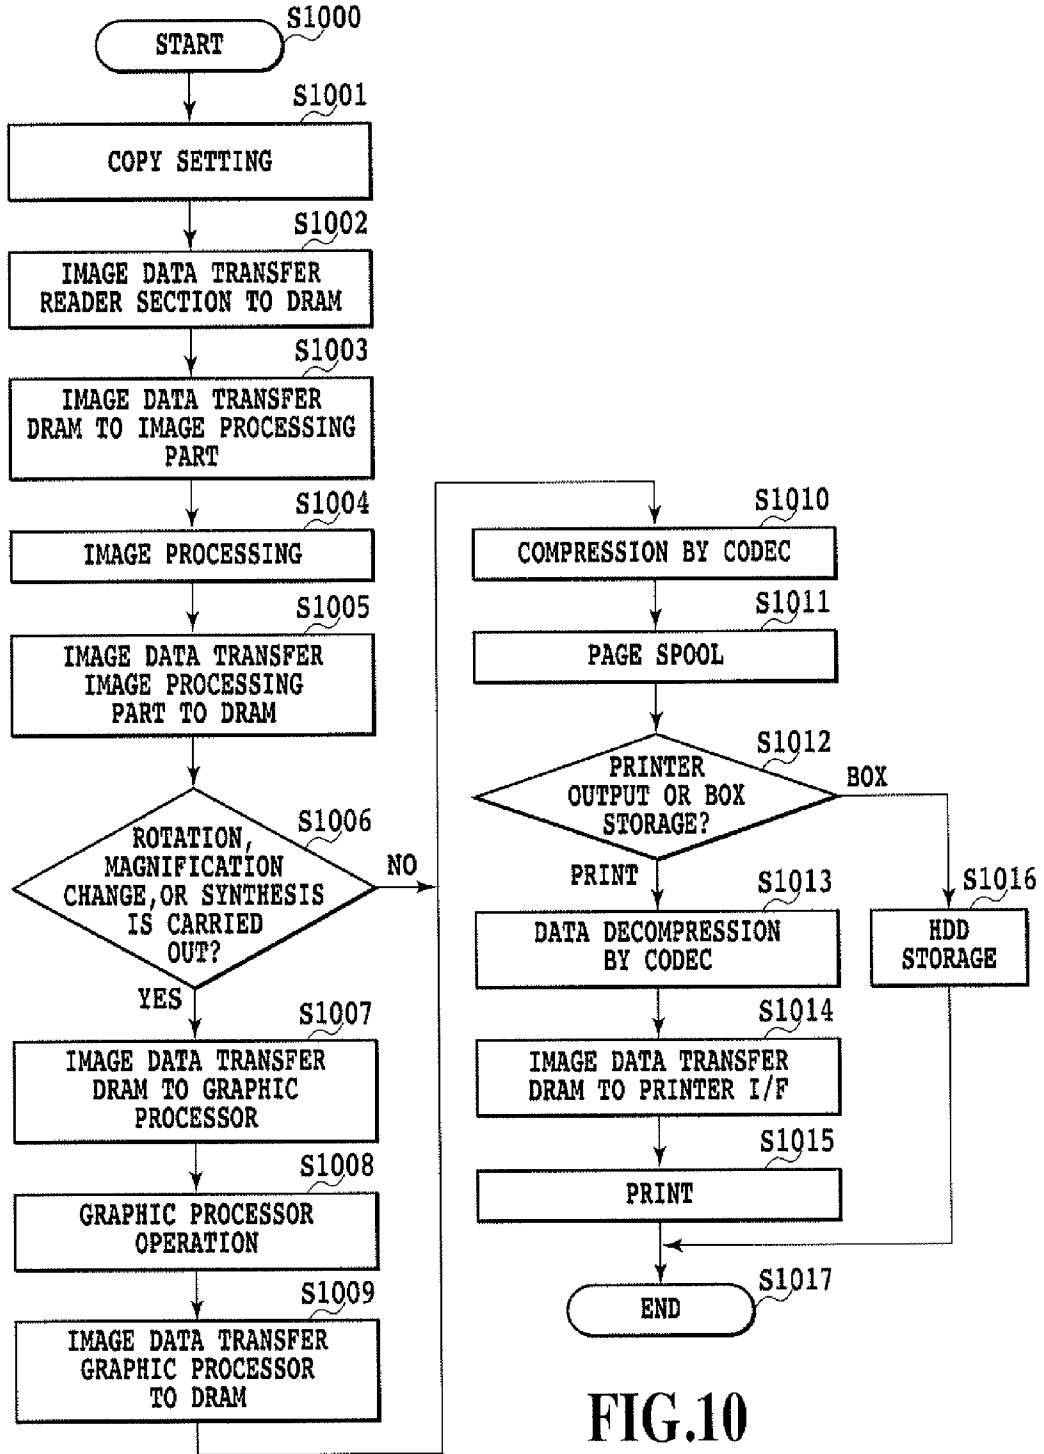 S1000
START
S1001
COPY SETTING
S1002
IMAGE DATA TRANSFER
READER SECTION TO DRAM
S1003
IMAGE DATA TRANSFER
DRAM TO IMAGE PROCESSING
PART
S1004
IMAGE PROCESSING
S1005
IMAGE DATA TRANSFER
IMAGE PROCESSING
PART TO DRAM
S1006
ROTATION,
MAGNIFICATION
CHANGE,OR SYNTHESIS
IS CARRIED
OUT?
NO
YES
S1007
IMAGE DATA TRANSFER
DRAM TO GRAPHIC
PROCESSOR
S1008
GRAPHIC PROCESSOR
OPERATION
S1009
IMAGE DATA TRANSFER
GRAPHIC PROCESSOR
TO DRAM
S1010
COMPRESSION BY CODEC
S1011
PAGE SPOOL
S1012
PRINTER
OUTPUT OR BOX
STORAGE?
BOX
PRINT
S1013
DATA DECOMPRESSION
BY CODEC
S1016
HDD
STORAGE
S1014
IMAGE DATA TRANSFER
DRAM TO PRINTER I/F
S1015
PRINT
S1017
END
FIG.10